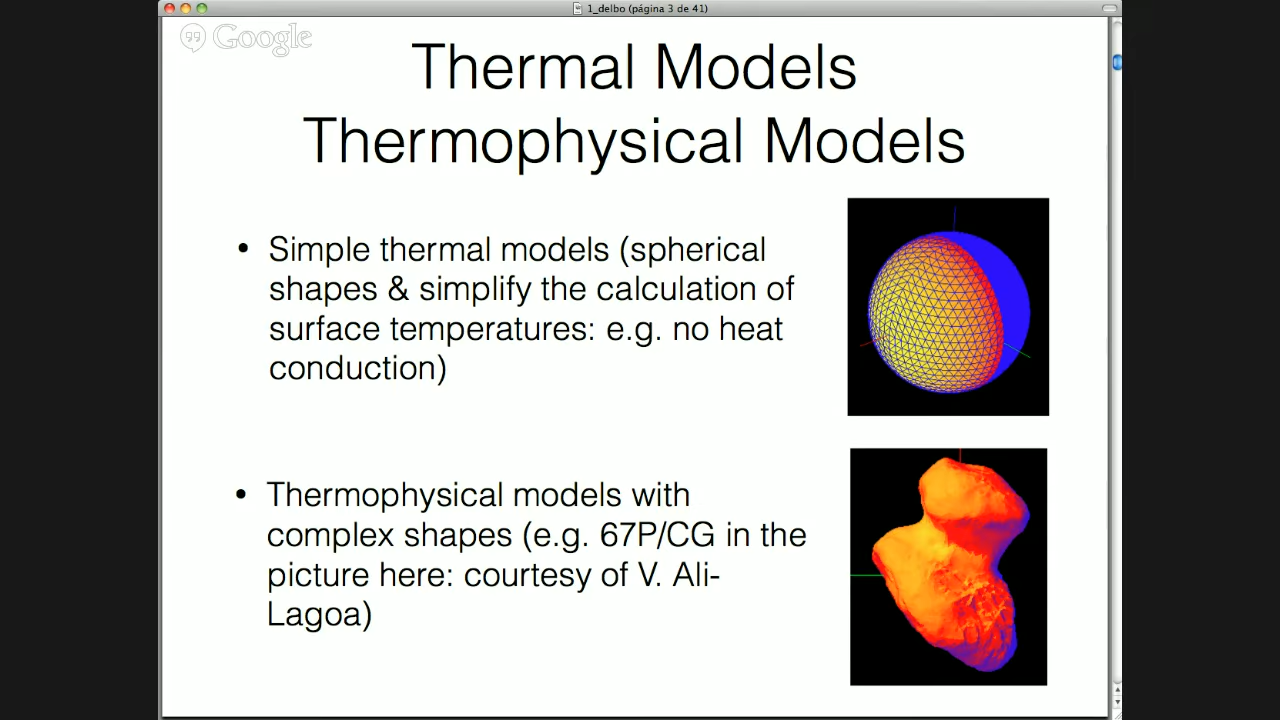 1_delbo (página 3 de 41)
Google
Thermal Models
Thermophysical Models
• Simple thermal models (spherical
shapes & simplify the calculation of
surface temperatures: e.g. no heat
conduction)
• Thermophysical models with
complex shapes (e.g. 67P/CG in the
picture here: courtesy of V. Ali-
Lagoa)